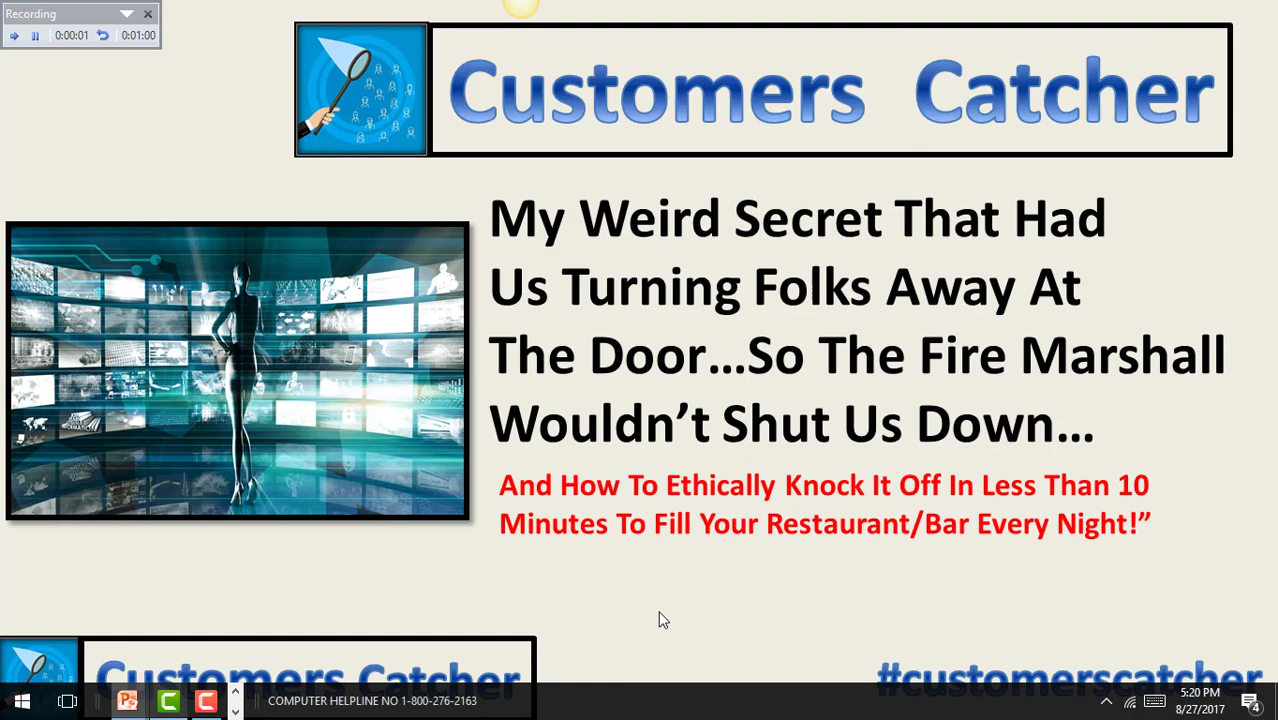 Recording
0:00:01 0:01:00
Customers Catcher
My Weird Secret That Had
Us Turning Folks Away At
The Door...So The Fire Marshall
Wouldn't Shut Us Down...
And How To Ethically Knock It Off In Less Than 10
Minutes To Fill Your Restaurant/Bar Every Night!”
Customers Catcher
#customerscatcher
COMPUTER HELPLINE NO 1-800-276-2163
5:20 PM
8/27/2017
4